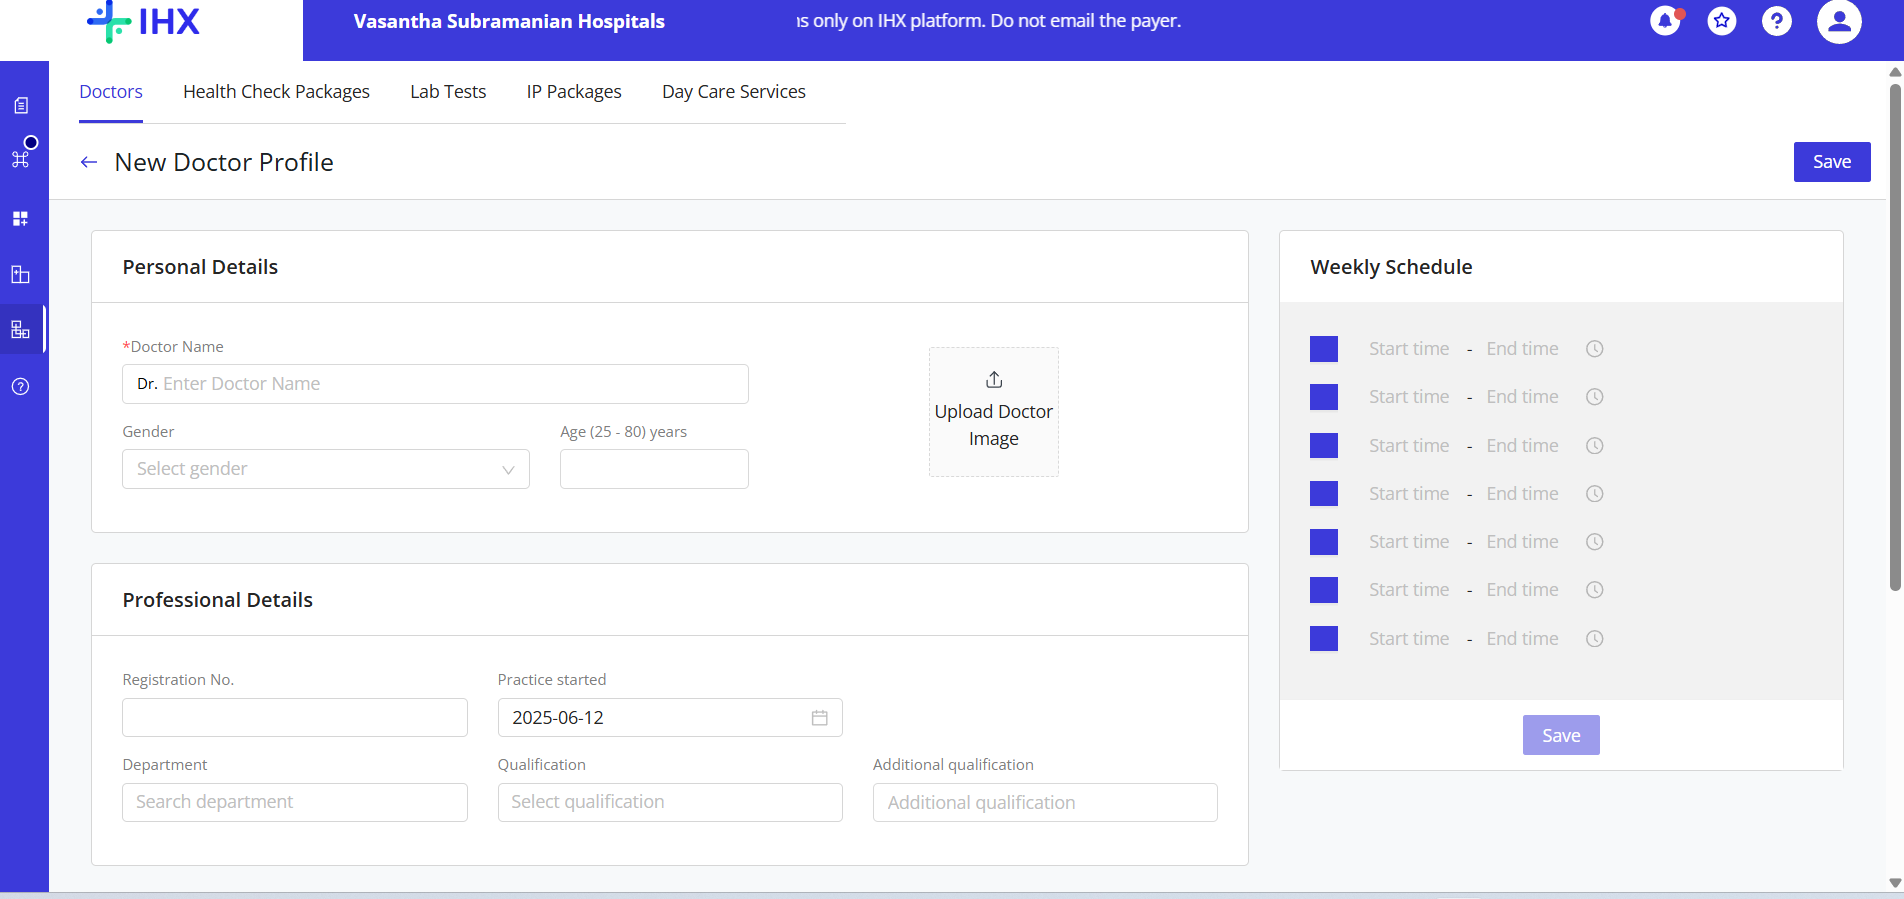 IHX
Vasantha Subramanian Hospitals
only on IHX platform. Do not email the payer.
Doctors
Health Check Packages
Lab Tests
IP Packages
Day Care Services
New Doctor Profile
Save
Personal Details
*Doctor Name
Dr. Enter Doctor Name
Gender
Age (25 - 80) years
Select gender
Upload Doctor
Image
Professional Details
Registration No.
Practice started
2025-06-12
Department
Qualification
Additional qualification
Search department
Select qualification
Additional qualification
Weekly Schedule
Start time - End time
Start time - End time
Start time - End time
Start time - End time
Start time - End time
Start time - End time
Start time - End time
Save